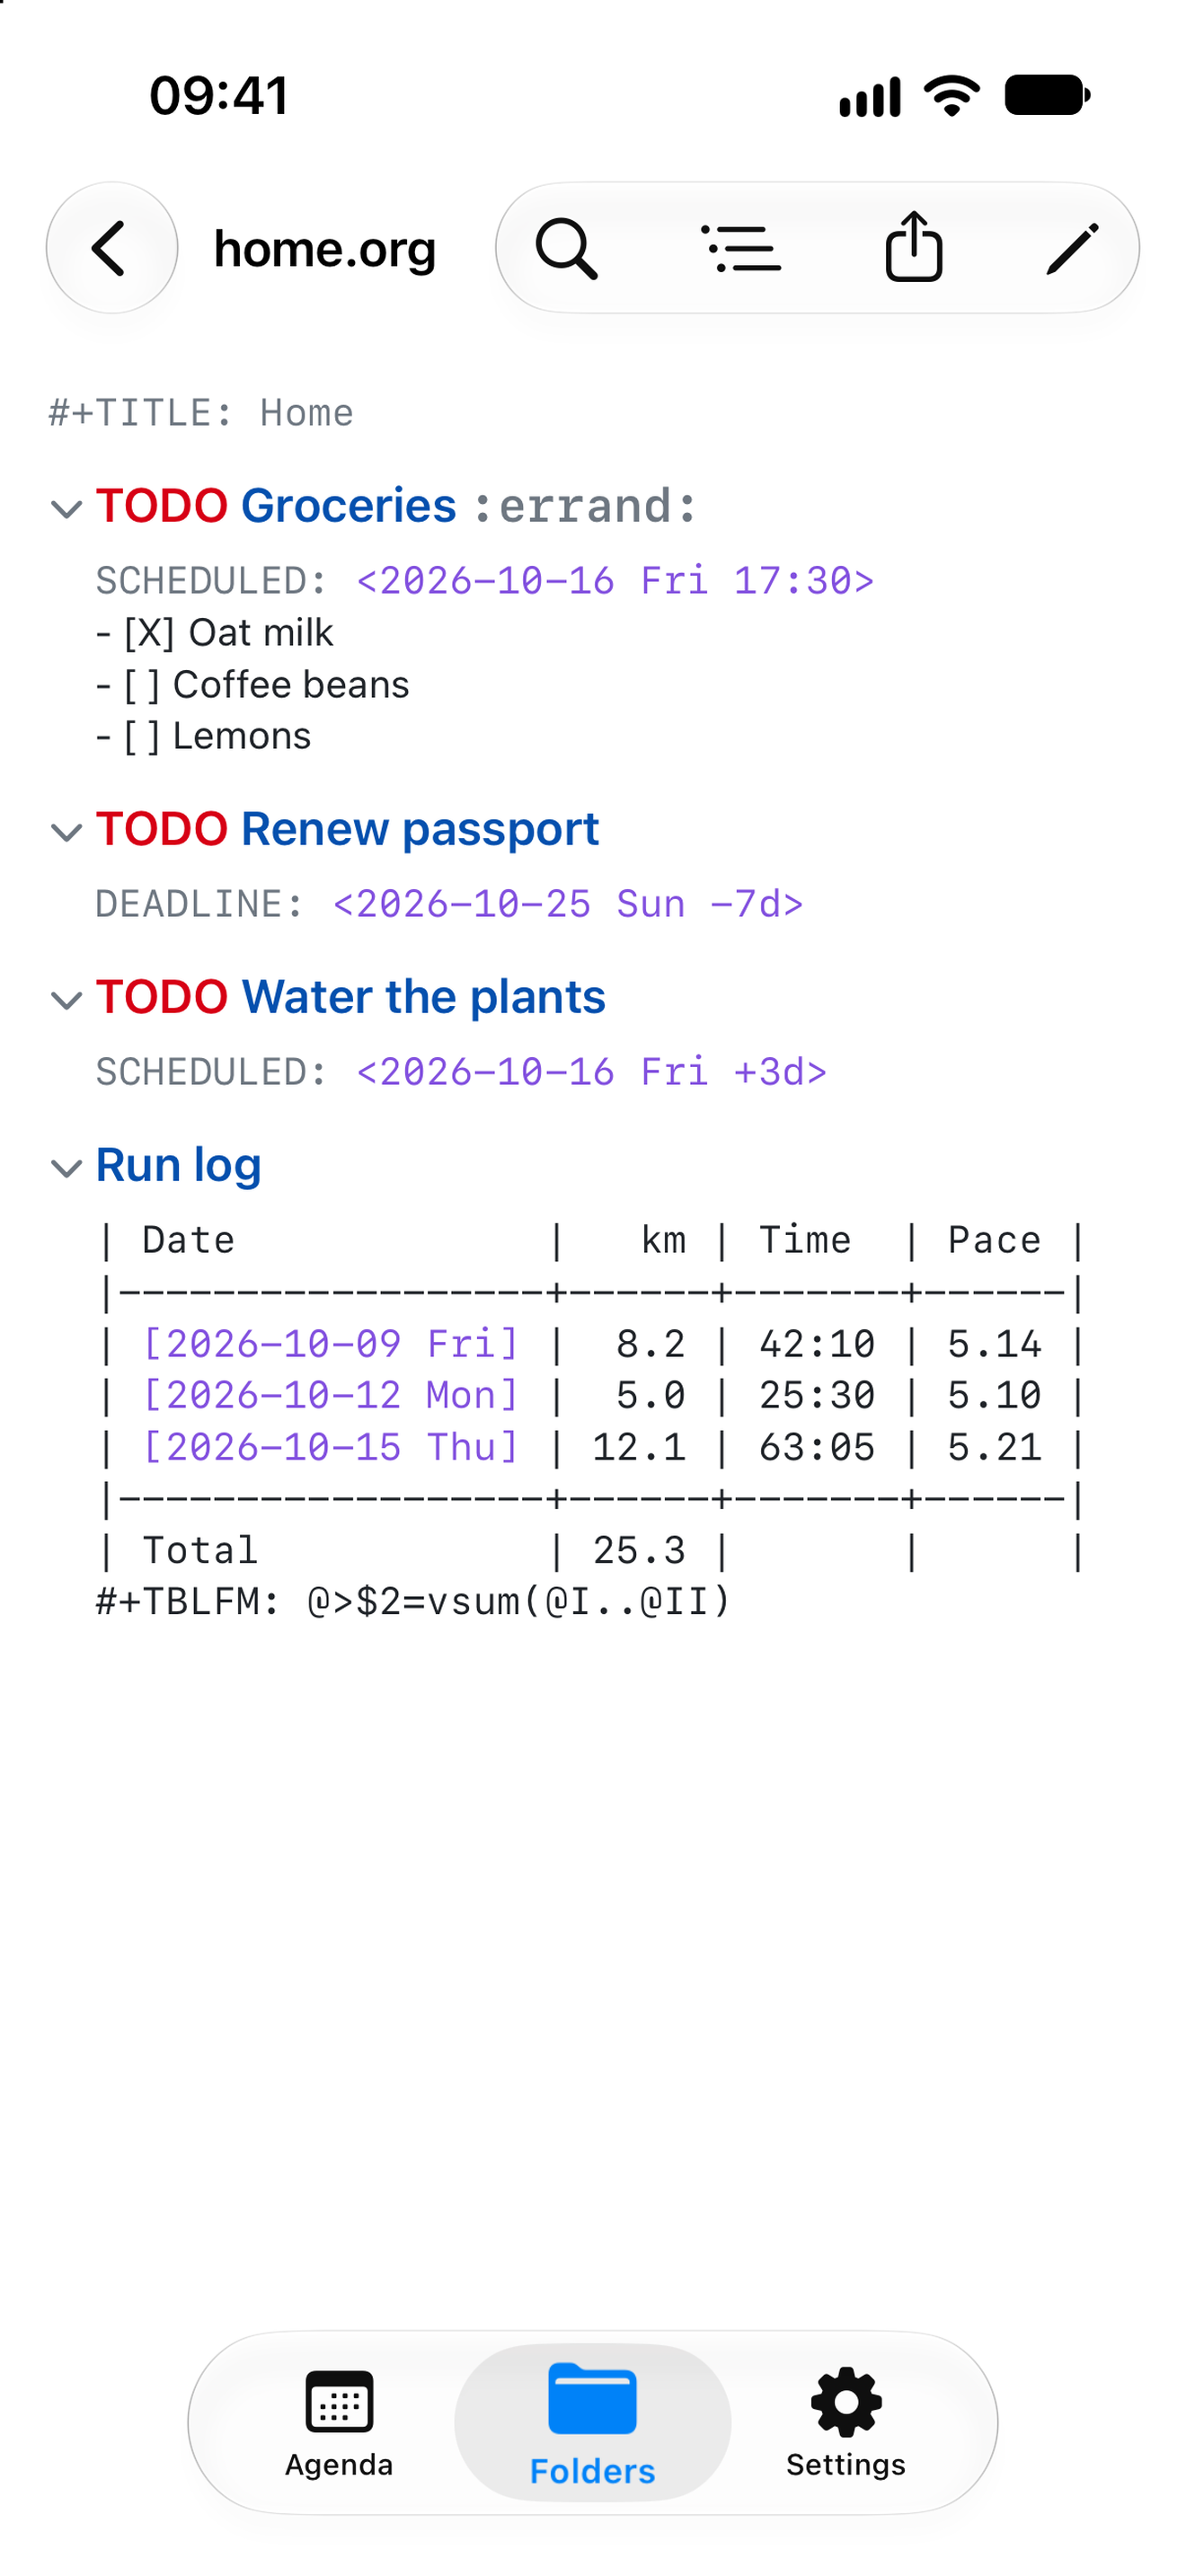 09:41
home.org
#+TITLE: Home
TODO Groceries :errand:
SCHEDULED: <2026-10-16 Fri 17:30>
- [X] Oat milk
- [ ] Coffee beans
- [ ] Lemons
TODO Renew passport
DEADLINE: <2026-10-25 Sun -7d>
TODO Water the plants
SCHEDULED: <2026-10-16 Fri +3d>
Run log
| Date             |   km | Time  | Pace |
|------------------+------+-------+------|
| [2026-10-09 Fri] |  8.2 | 42:10 | 5.14 |
| [2026-10-12 Mon] |  5.0 | 25:30 | 5.10 |
| [2026-10-15 Thu] | 12.1 | 63:05 | 5.21 |
|------------------+------+-------+------|
| Total            | 25.3 |       |      |
#+TBLFM: @>$2=vsum(@I..@II)
Agenda
Folders
Settings